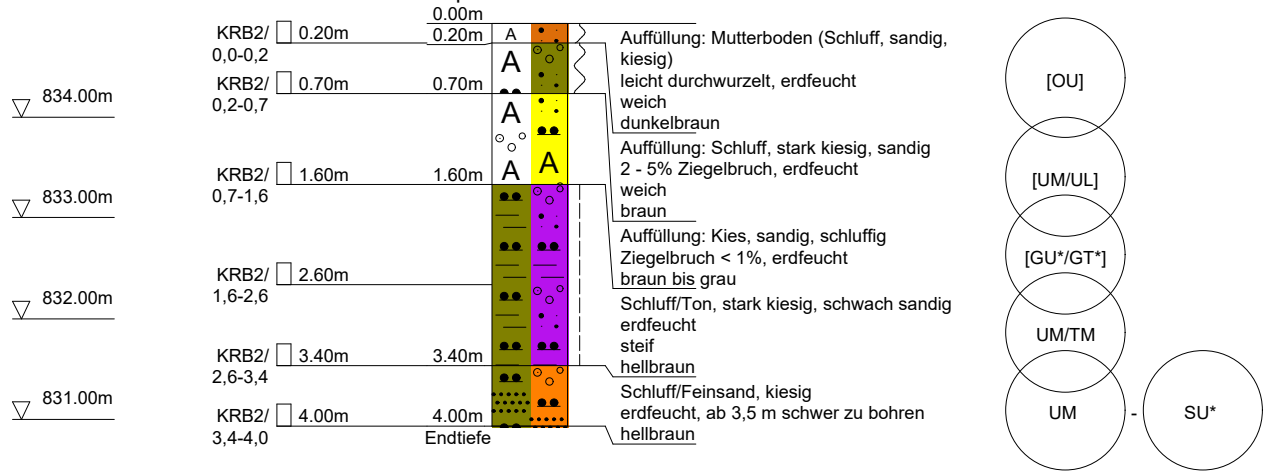 0.00m
KRB2/ 0.20m 0.20m A
0,0-0,2
A
KRB2/ 0.70m 0.70m
0,2-0,7
834.00m
A
A
A
KRB2/ 1.60m 1.60m
0,7-1,6
833.00m
KRB2/ 2.60m
1,6-2,6
832.00m
KRB2/ 3.40m 3.40m
2,6-3,4
831.00m
KRB2/ 4.00m 4.00m
3,4-4,0 Endtiefe
Auffüllung: Mutterboden (Schluff, sandig,
kiesig)
leicht durchwurzelt, erdfeucht
weich
dunkelbraun
Auffüllung: Schluff, stark kiesig, sandig
2 - 5% Ziegelbruch, erdfeucht
weich
braun
Auffüllung: Kies, sandig, schluffig
Ziegelbruch < 1%, erdfeucht
braun bis grau
Schluff/Ton, stark kiesig, schwach sandig
erdfeucht
steif
hellbraun
Schluff/Feinsand, kiesig
erdfeucht, ab 3,5 m schwer zu bohren
hellbraun
[OU]
[UM/UL]
[GU*/GT*]
UM/TM
UM - SU*